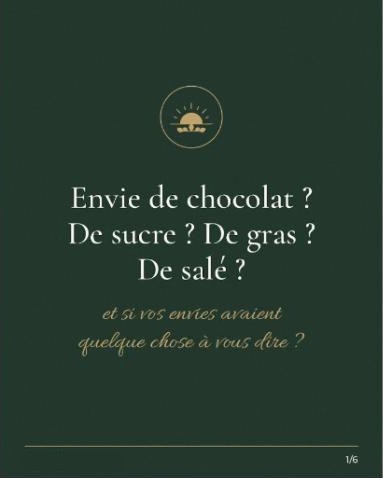 Envie de chocolat ?
De sucre ? De gras ?
De salé ?
et si vos envies avaient
quelque chose à vous dire ?
1/6